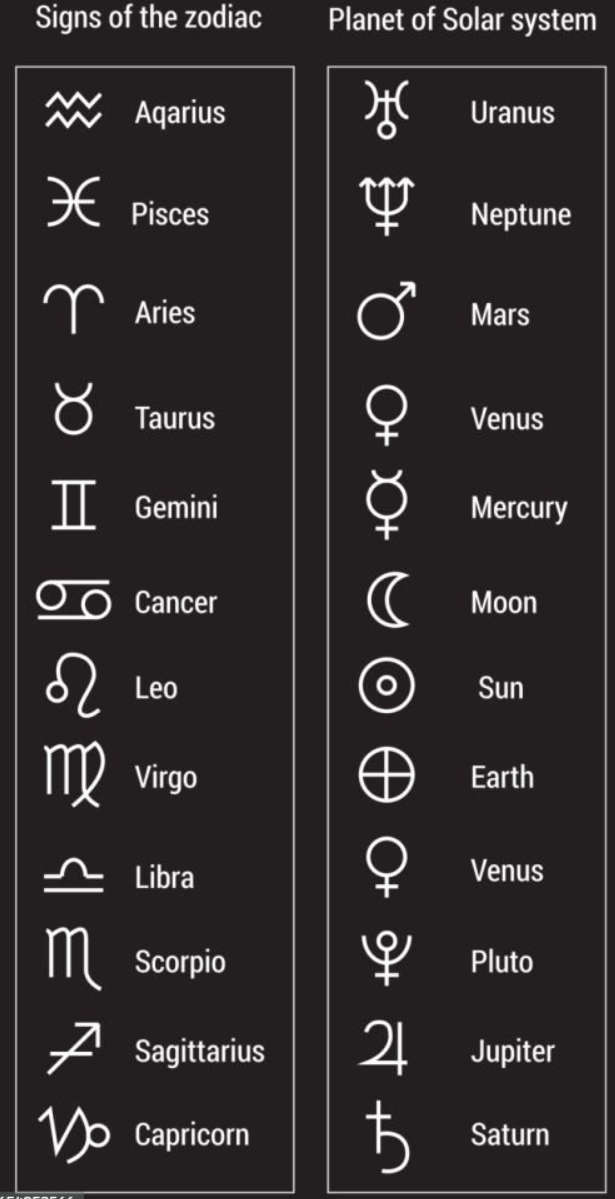 Signs of the zodiac
Aqarius
Pisces
Aries
Taurus
Gemini
Cancer
Leo
Virgo
Libra
Scorpio
Sagittarius
Capricorn
Planet of Solar system
Uranus
Neptune
Mars
Venus
Mercury
Moon
Sun
Earth
Venus
Pluto
Jupiter
Saturn